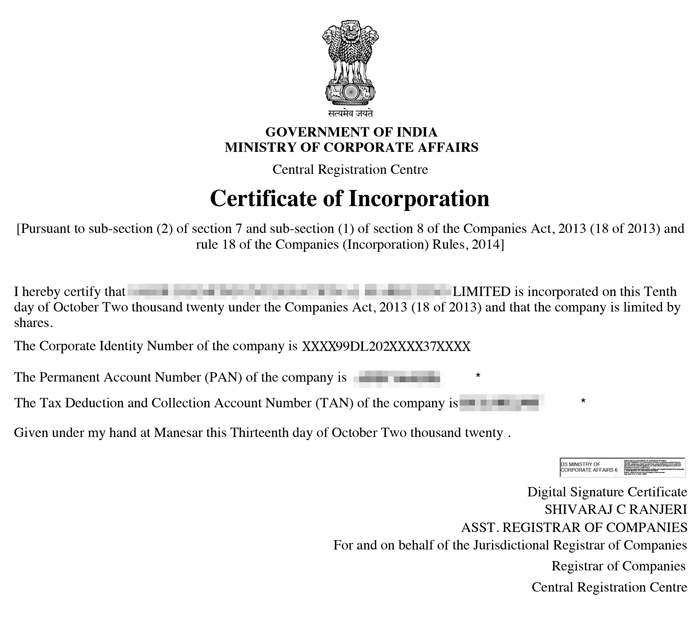 सत्यमेव जयते
GOVERNMENT OF INDIA
MINISTRY OF CORPORATE AFFAIRS
Central Registration Centre
Certificate of Incorporation
[Pursuant to sub-section (2) of section 7 and sub-section (1) of section 8 of the Companies Act, 2013 (18 of 2013) and
rule 18 of the Companies (Incorporation) Rules, 2014]
I hereby certify that LIMITED is incorporated on this Tenth
day of October Two thousand twenty under the Companies Act, 2013 (18 of 2013) and that the company is limited by
shares.
The Corporate Identity Number of the company is XXXX99DL202XXXX37XXXX
The Permanent Account Number (PAN) of the company is *
The Tax Deduction and Collection Account Number (TAN) of the company is *
Given under my hand at Manesar this Thirteenth day of October Two thousand twenty .
DS MINISTRY OF
CORPORATE AFFAIRS 6
Digital Signature Certificate
SHIVARAJ C RANJERI
ASST. REGISTRAR OF COMPANIES
For and on behalf of the Jurisdictional Registrar of Companies
Registrar of Companies
Central Registration Centre